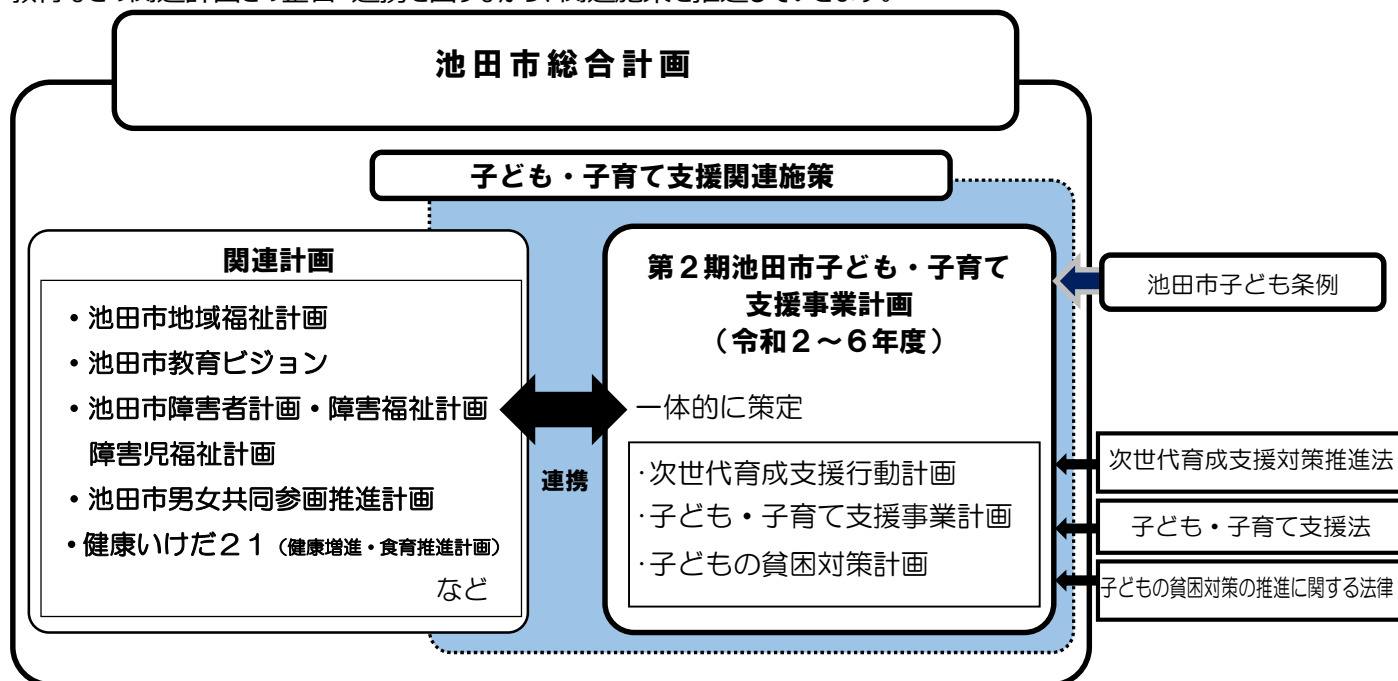 池田市総合計画
子ども・子育て支援関連施策
関連計画
・池田市地域福祉計画
・池田市教育ビジョン
・池田市障害者計画・障害福祉計画
障害児福祉計画
・池田市男女共同参画推進計画
・健康いけだ21（健康増進・食育推進計画）
など
連携
第２期池田市子ども・子育て
支援事業計画
（令和２～６年度）
一体的に策定
・次世代育成支援行動計画
・子ども・子育て支援事業計画
・子どもの貧困対策計画
池田市子ども条例
次世代育成支援対策推進法
子ども・子育て支援法
子どもの貧困対策の推進に関する法律